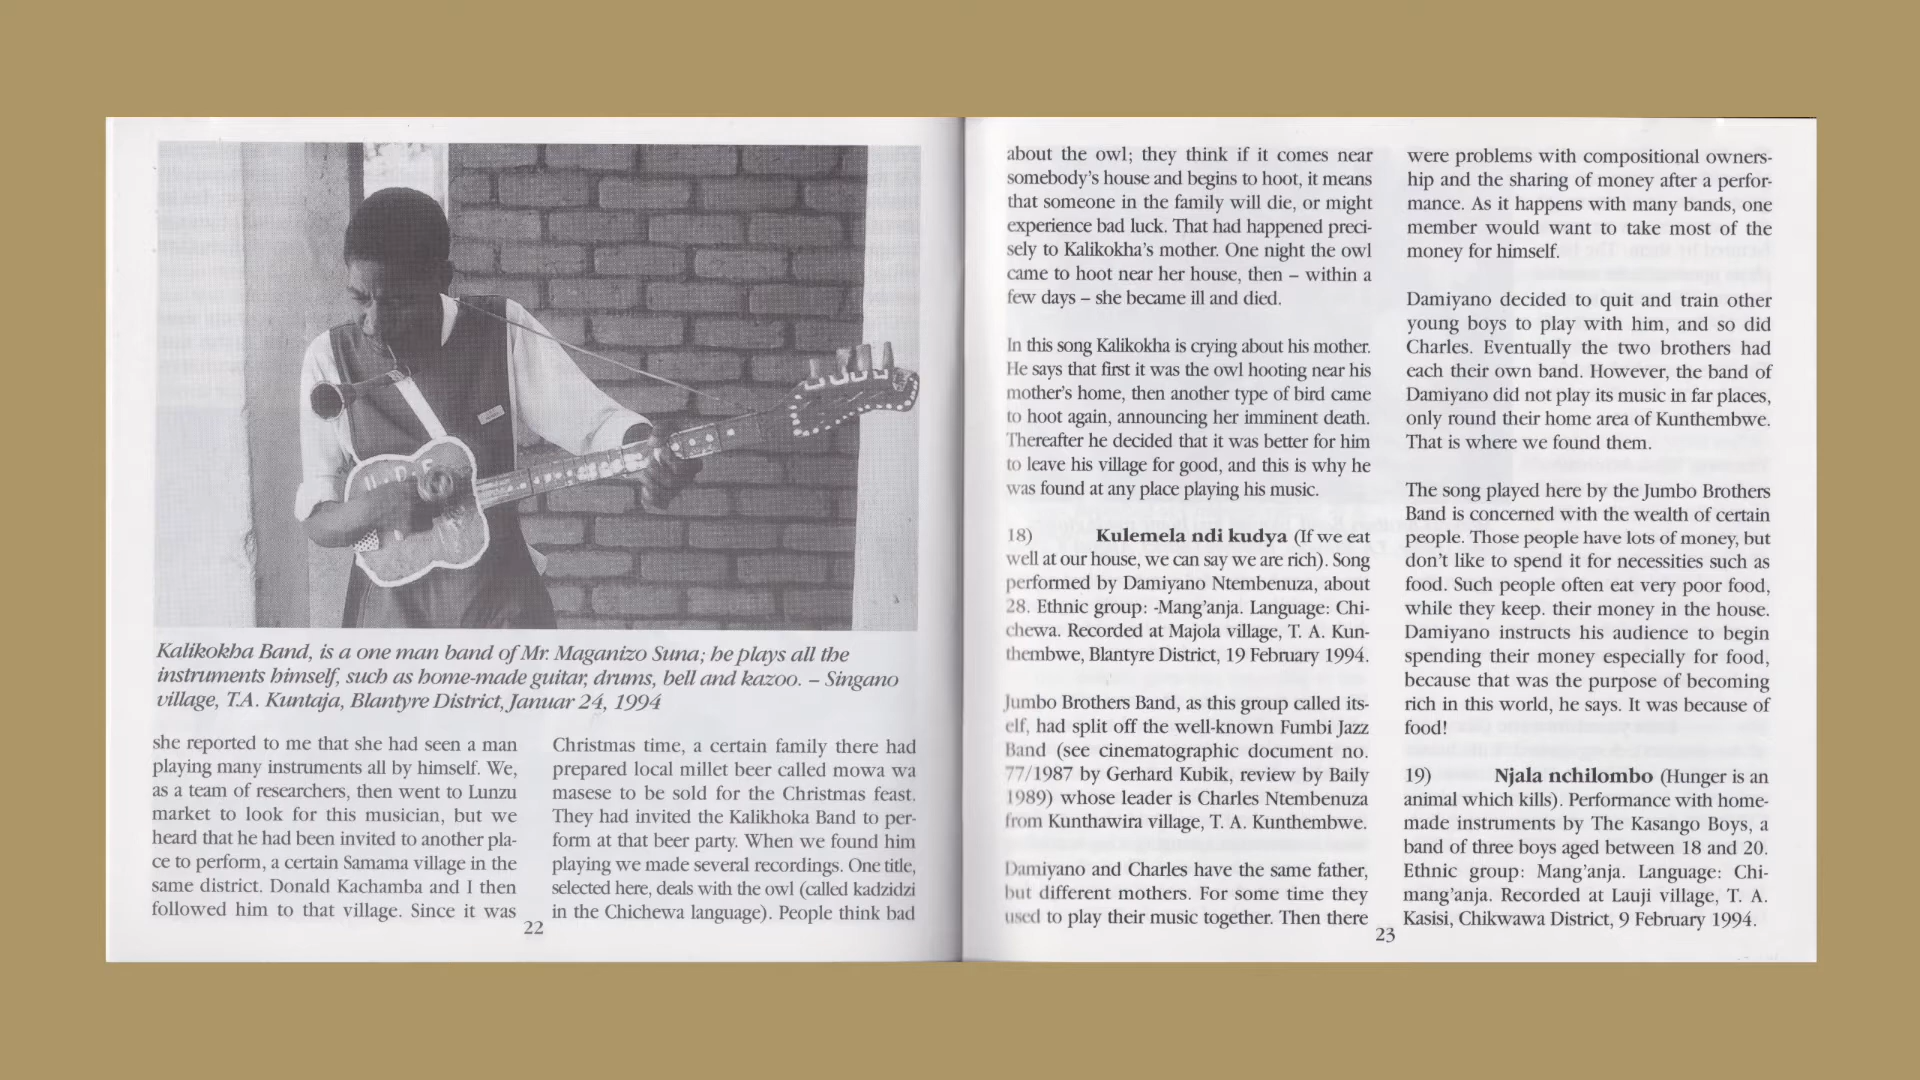 Kalikokha Band, is a one man band of Mr. Maganizo Suna; he plays all the
instruments himself, such as home-made guitar, drums, bell and kazoo. – Singano
village, T.A. Kuntaja, Blantyre District, Januar 24, 1994
she reported to me that she had seen a man
playing many instruments all by himself. We,
as a team of researchers, then went to Lunzu
market to look for this musician, but we
heard that he had been invited to another pla-
ce to perform, a certain Samama village in the
same district. Donald Kachamba and I then
followed him to that village. Since it was
Christmas time, a certain family there had
prepared local millet beer called mowa wa
masese to be sold for the Christmas feast.
They had invited the Kalikhoka Band to per-
form at that beer party. When we found him
playing we made several recordings. One title,
selected here, deals with the owl (called kadzidzi
in the Chichewa language). People think bad
22
about the owl; they think if it comes near
somebody's house and begins to hoot, it means
that someone in the family will die, or might
experience bad luck. That had happened preci-
sely to Kalikokha's mother. One night the owl
came to hoot near her house, then – within a
few days – she became ill and died.
In this song Kalikokha is crying about his mother.
He says that first it was the owl hooting near his
mother's home, then another type of bird came
to hoot again, announcing her imminent death.
Thereafter he decided that it was better for him
to leave his village for good, and this is why he
was found at any place playing his music.
18) Kulemela ndi kudya (If we eat
well at our house, we can say we are rich). Song
performed by Damiyano Ntembenuza, about
28. Ethnic group: -Mang'anja. Language: Chi-
chewa. Recorded at Majola village, T. A. Kun-
thembwe, Blantyre District, 19 February 1994.
Jumbo Brothers Band, as this group called its-
elf, had split off the well-known Fumbi Jazz
Band (see cinematographic document no.
77/1987 by Gerhard Kubik, review by Baily
1989) whose leader is Charles Ntembenuza
from Kunthawira village, T. A. Kunthembwe.
Damiyano and Charles have the same father,
but different mothers. For some time they
used to play their music together. Then there
were problems with compositional owners-
hip and the sharing of money after a perfor-
mance. As it happens with many bands, one
member would want to take most of the
money for himself.
Damiyano decided to quit and train other
young boys to play with him, and so did
Charles. Eventually the two brothers had
each their own band. However, the band of
Damiyano did not play its music in far places,
only round their home area of Kunthembwe.
That is where we found them.
The song played here by the Jumbo Brothers
Band is concerned with the wealth of certain
people. Those people have lots of money, but
don't like to spend it for necessities such as
food. Such people often eat very poor food,
while they keep. their money in the house.
Damiyano instructs his audience to begin
spending their money especially for food,
because that was the purpose of becoming
rich in this world, he says. It was because of
food!
19) Njala nchilombo (Hunger is an
animal which kills). Performance with home-
made instruments by The Kasango Boys, a
band of three boys aged between 18 and 20.
Ethnic group: Mang'anja. Language: Chi-
mang'anja. Recorded at Lauji village, T. A.
Kasisi, Chikwawa District, 9 February 1994.
23